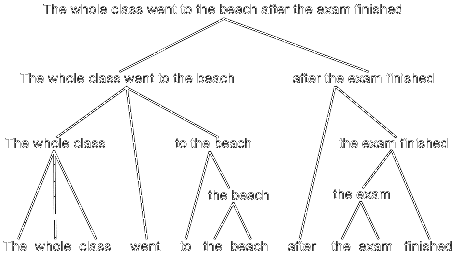 The whole class went to the beach after the exam finished
The whole class went to the beach after the exam finished
The whole class to the beach the exam finished
the beach the exam
The whole class went to the beach after the exam finished